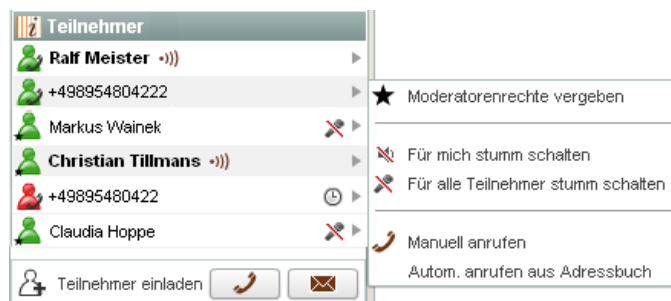 Teilnehmer
Ralf Meister
+498954804222
Markus Wainek
Christian Tillmans
+49895480422
Claudia Hoppe
Teilnehmer einladen
Moderatorenrechte vergeben
Für mich stumm schalten
Für alle Teilnehmer stumm schalten
Manuell anrufen
Autom. anrufen aus Adressbuch